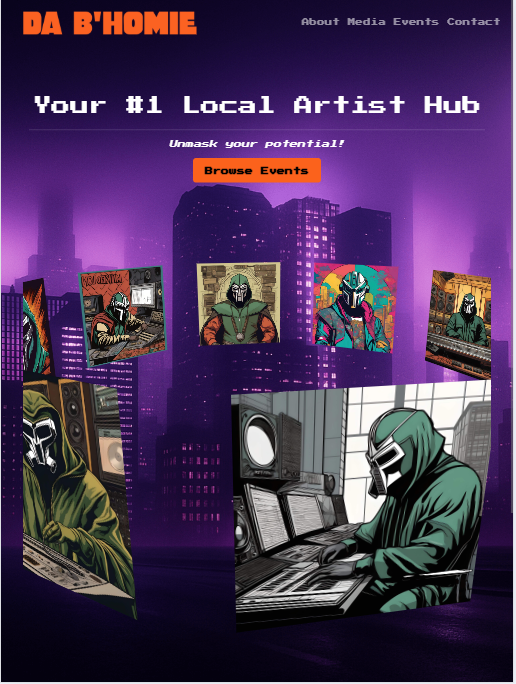 DA B'HOMIE
About Media Events Contact
Your #1 Local Artist Hub
Unmask your potential!
Browse Events